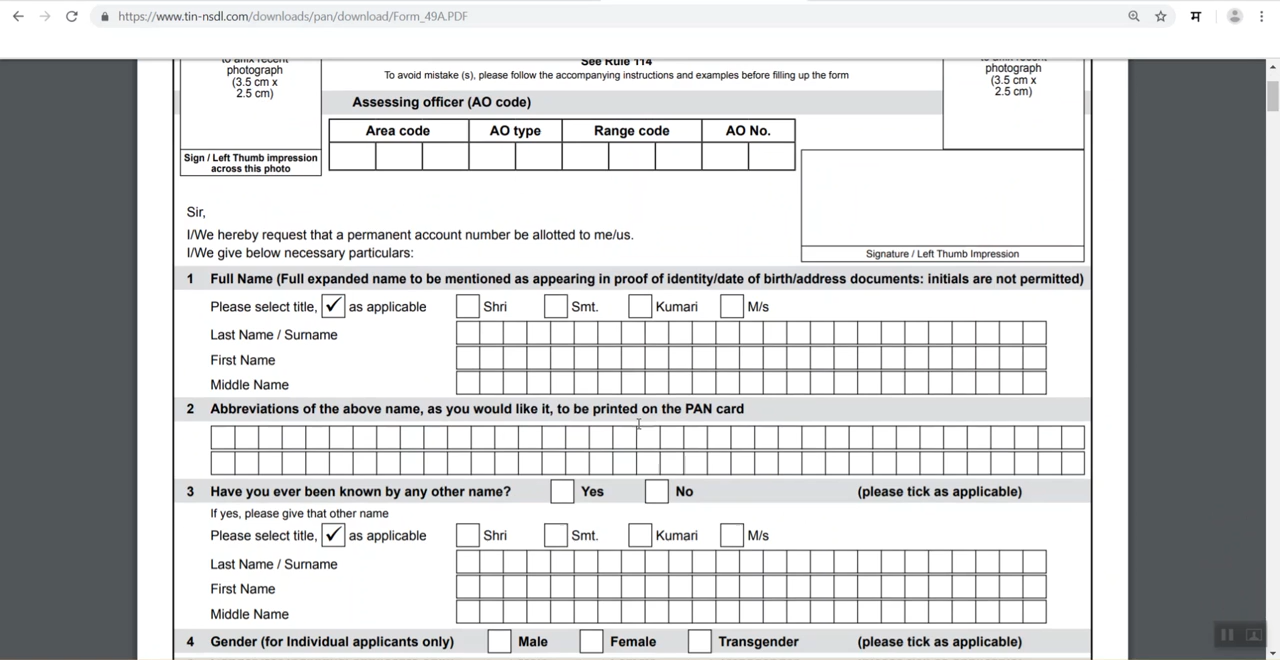 https://www.tin-nsdl.com/downloads/pan/download/Form_49A.PDF
म
See Rule 114
To avoid mistake (s), please follow the accompanying instructions and examples before filling up the form
to affix recent
photograph
(3.5 cm x
2.5 cm)
to affix recent
photograph
(3.5 cm x
2.5 cm)
Assessing officer (AO code)
Area code AO type Range code AO No.
Sign / Left Thumb impression
across this photo
Sir,
I/We hereby request that a permanent account number be allotted to me/us.
I/We give below necessary particulars:
Signature / Left Thumb Impression
1 Full Name (Full expanded name to be mentioned as appearing in proof of identity/date of birth/address documents: initials are not permitted)
Please select title, ✓ as applicable Shri Smt. Kumari M/s
Last Name / Surname
First Name
Middle Name
2 Abbreviations of the above name, as you would like it, to be printed on the PAN card
3 Have you ever been known by any other name? Yes No (please tick as applicable)
If yes, please give that other name
Please select title, ✓ as applicable Shri Smt. Kumari M/s
Last Name / Surname
First Name
Middle Name
4 Gender (for Individual applicants only) Male Female Transgender (please tick as applicable)